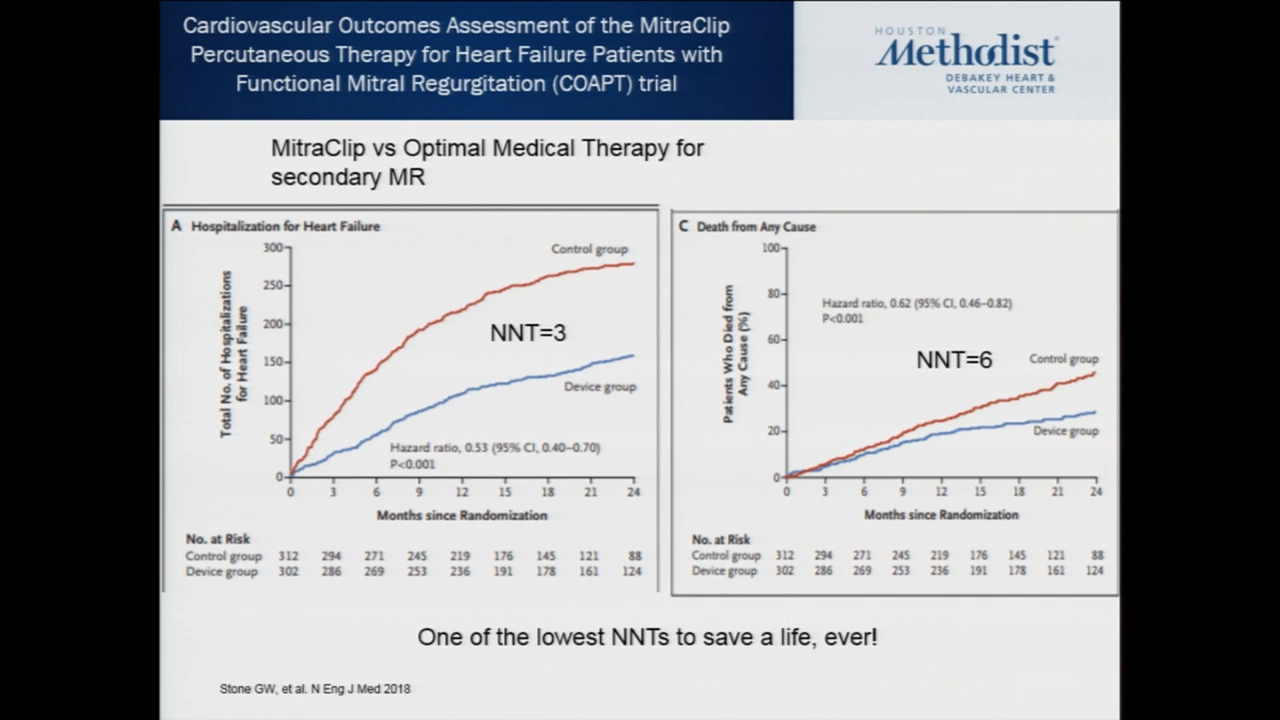 Cardiovascular Outcomes Assessment of the MitraClip
Percutaneous Therapy for Heart Failure Patients with
Functional Mitral Regurgitation (COAPT) trial
HOUSTON
Methodist
DEBAKEY HEART &
VASCULAR CENTER
MitraClip vs Optimal Medical Therapy for
secondary MR
A Hospitalization for Heart Failure
Total No. of Hospitalizations
for Heart Failure
300
250
200
150
100
50
0
Control group
NNT=3
Device group
Hazard ratio, 0.53 (95% CI, 0.40–0.70)
P<0.001
0 3 6 9 12 15 18 21 24
Months since Randomization
No. at Risk
Control group 312 294 271 245 219 176 145 121 88
Device group 302 286 269 253 236 191 178 161 124
C Death from Any Cause
Patients Who Died from
Any Cause (%)
100
80
60
40
20
0
Hazard ratio, 0.62 (95% CI, 0.46–0.82)
P<0.001
NNT=6
Control group
Device group
0 3 6 9 12 15 18 21 24
Months since Randomization
No. at Risk
Control group 312 294 271 245 219 176 145 121 88
Device group 302 286 269 253 236 191 178 161 124
One of the lowest NNTs to save a life, ever!
Stone GW, et al. N Eng J Med 2018